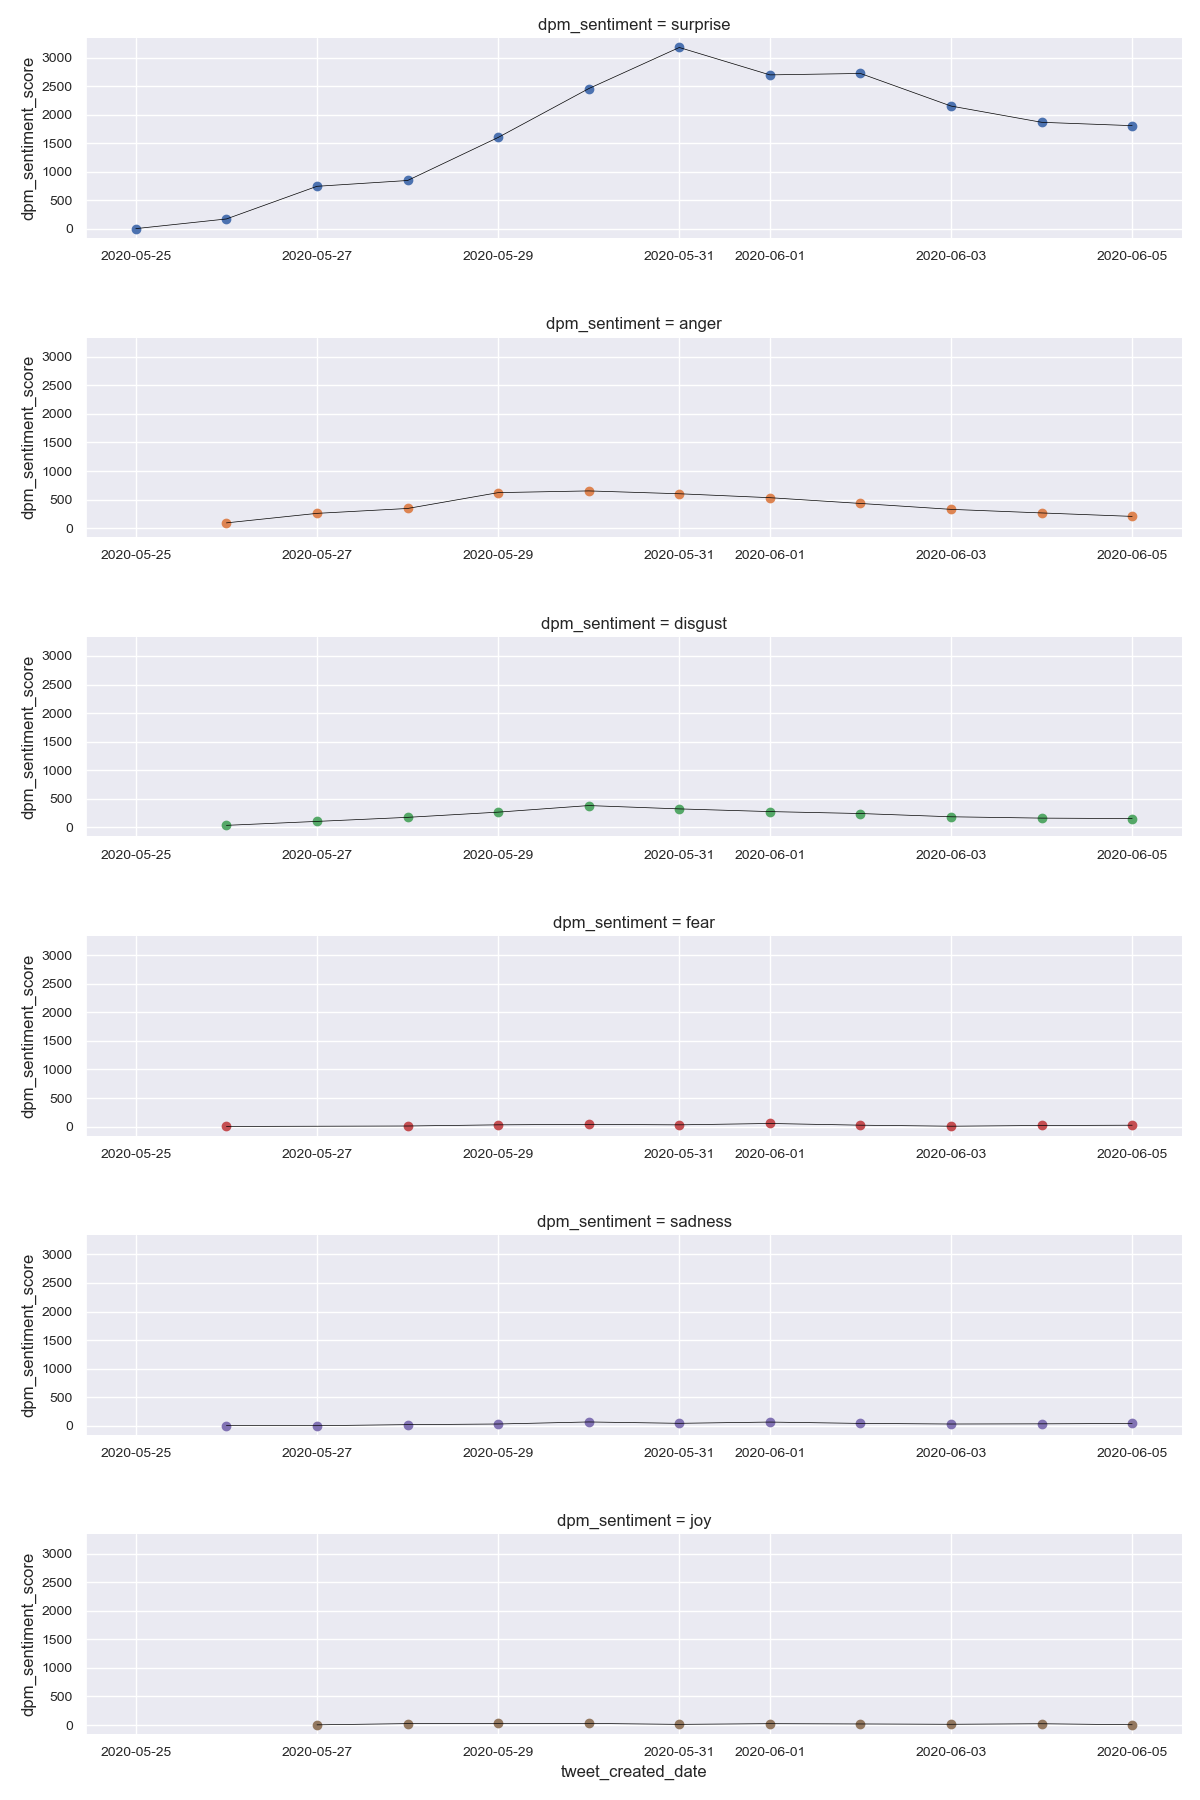 dpm_sentiment = surprise
dpm_sentiment_score
3000
2500
2000
1500
1000
500
0
2020-05-25 2020-05-27 2020-05-29 2020-05-31 2020-06-01 2020-06-03 2020-06-05
dpm_sentiment = anger
dpm_sentiment_score
3000
2500
2000
1500
1000
500
0
2020-05-25 2020-05-27 2020-05-29 2020-05-31 2020-06-01 2020-06-03 2020-06-05
dpm_sentiment = disgust
dpm_sentiment_score
3000
2500
2000
1500
1000
500
0
2020-05-25 2020-05-27 2020-05-29 2020-05-31 2020-06-01 2020-06-03 2020-06-05
dpm_sentiment = fear
dpm_sentiment_score
3000
2500
2000
1500
1000
500
0
2020-05-25 2020-05-27 2020-05-29 2020-05-31 2020-06-01 2020-06-03 2020-06-05
dpm_sentiment = sadness
dpm_sentiment_score
3000
2500
2000
1500
1000
500
0
2020-05-25 2020-05-27 2020-05-29 2020-05-31 2020-06-01 2020-06-03 2020-06-05
dpm_sentiment = joy
dpm_sentiment_score
3000
2500
2000
1500
1000
500
0
2020-05-25 2020-05-27 2020-05-29 2020-05-31 2020-06-01 2020-06-03 2020-06-05
tweet_created_date